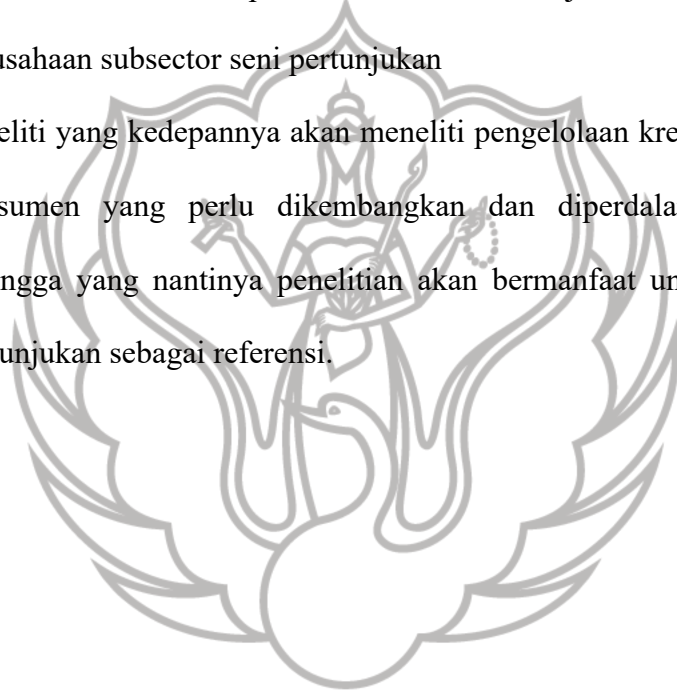 usahaan subsector seni pertunjukan
eliti yang kedepannya akan meneliti pengelolaan kre
sumen yang perlu dikembangkan dan diperdala
ngga yang nantinya penelitian akan bermanfaat un
unjukan sebagai referensi.